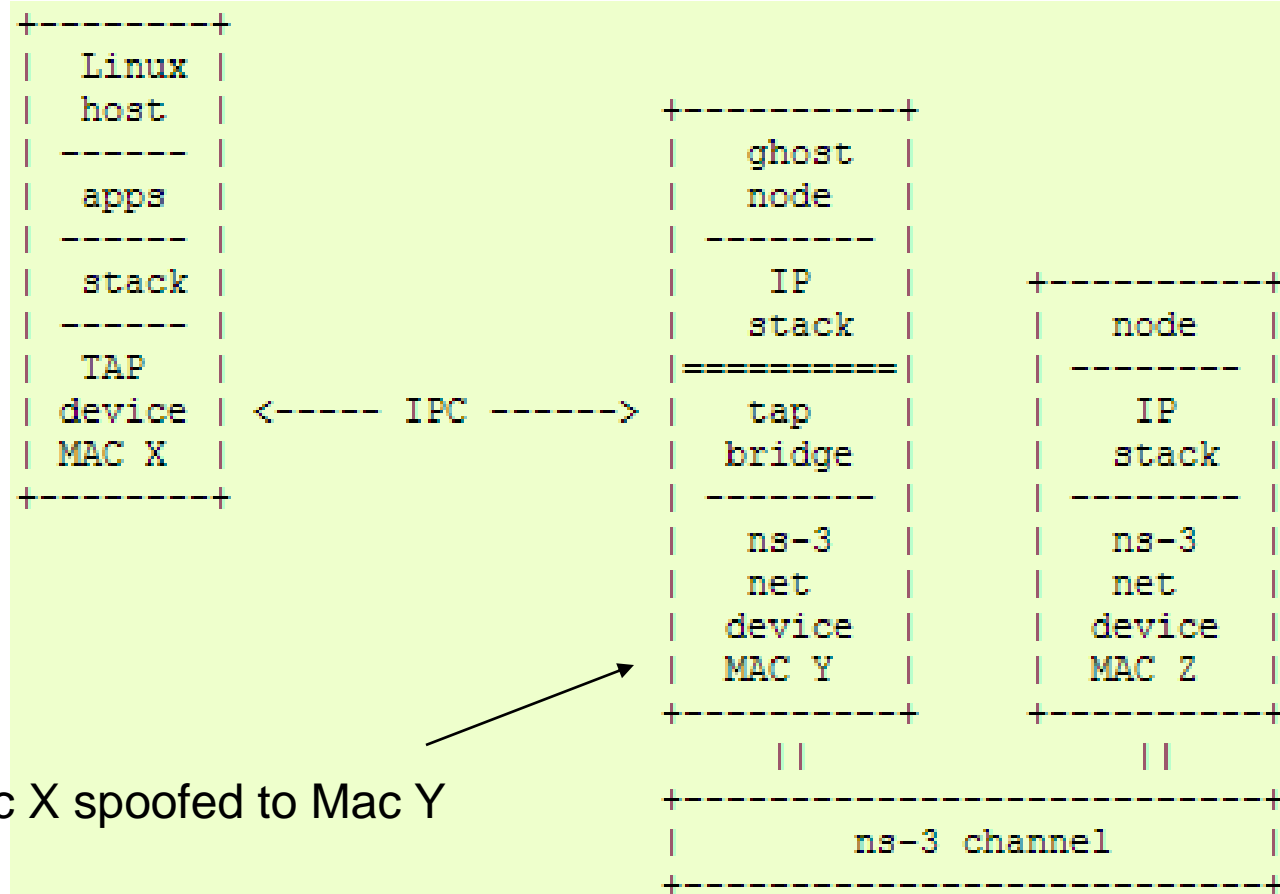 +---------+
|  Linux  |
|  host   |                    +----------+
| ------  |                    |   ghost  |
|  apps   |                    |   node   |
| ------  |                    | -------- |
|  stack  |                    |    IP    |      +----------+
| ------  |                    |   stack  |      |   node   |
|  TAP    |                    |==========|      | -------- |
| device  | <----- IPC ------> |   tap    |      |    IP    |
| MAC X   |                    |  bridge  |      |   stack  |
+---------+                    | -------- |      | -------- |
                               |   ns-3   |      |   ns-3   |
                               |   net    |      |   net    |
                               |  device  |      |  device  |
                               |  MAC Y   |      |  MAC Z   |
                               +----------+      +----------+
                                    ||                ||
X spoofed to Mac Y             +---------------------------+
                               |        ns-3 channel       |
                               +---------------------------+